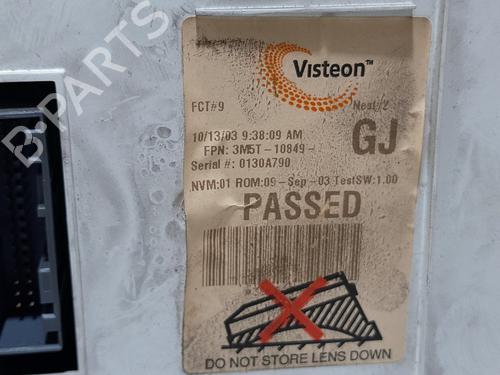 B-PARTS
Visteon™
FCT#9 Nest/2
10/13/03 9:38:09 AM
FPN: 3M5T-10849- GJ
Serial #: 0130A790
NVM:01 ROM:09-Sep-03 TestSW:1.00
PASSED
DO NOT STORE LENS DOWN